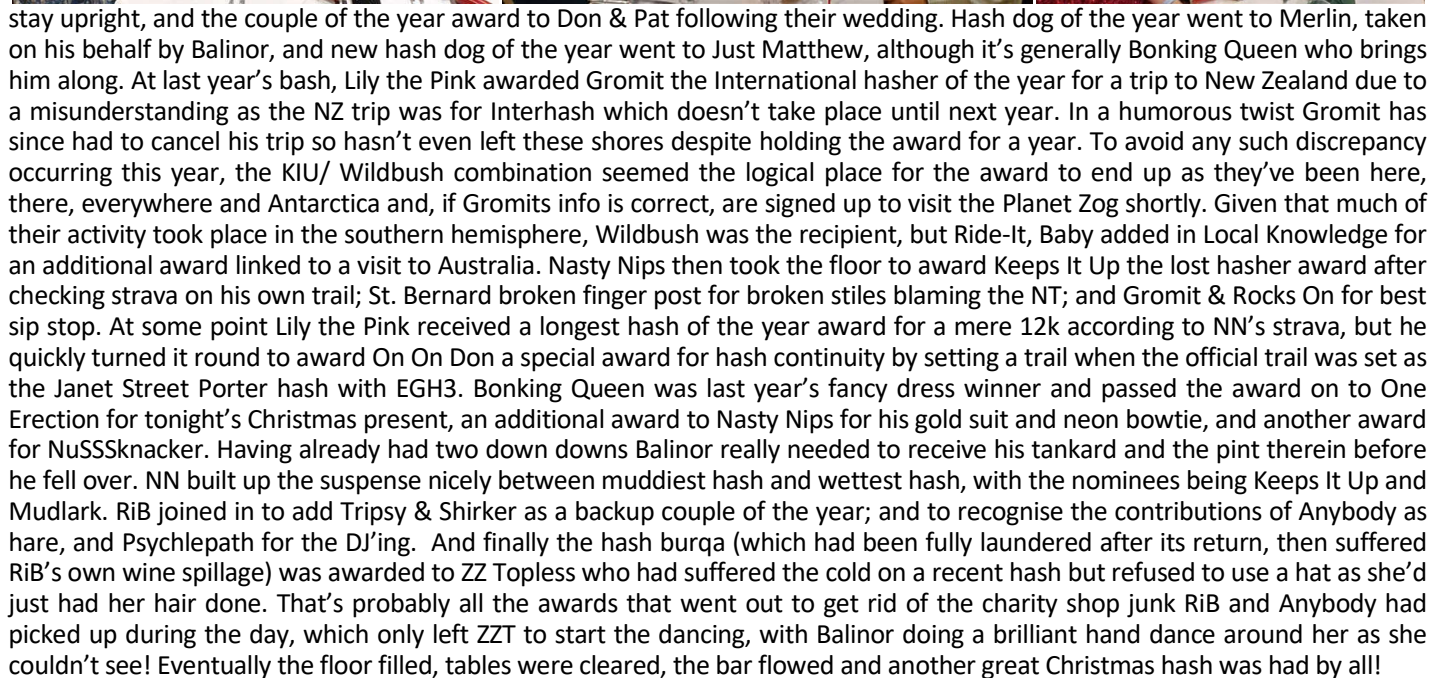 stay upright, and the couple of the year award to Don & Pat following their wedding. Hash dog of the year went to Merlin, taken
on his behalf by Balinor, and new hash dog of the year went to Just Matthew, although it’s generally Bonking Queen who brings
him along. At last year’s bash, Lily the Pink awarded Gromit the International hasher of the year for a trip to New Zealand due to
a misunderstanding as the NZ trip was for Interhash which doesn’t take place until next year. In a humorous twist Gromit has
since had to cancel his trip so hasn’t even left these shores despite holding the award for a year. To avoid any such discrepancy
occurring this year, the KIU/ Wildbush combination seemed the logical place for the award to end up as they’ve been here,
there, everywhere and Antarctica and, if Gromits info is correct, are signed up to visit the Planet Zog shortly. Given that much of
their activity took place in the southern hemisphere, Wildbush was the recipient, but Ride-It, Baby added in Local Knowledge for
an additional award linked to a visit to Australia. Nasty Nips then took the floor to award Keeps It Up the lost hasher award after
checking strava on his own trail; St. Bernard broken finger post for broken stiles blaming the NT; and Gromit & Rocks On for best
sip stop. At some point Lily the Pink received a longest hash of the year award for a mere 12k according to NN’s strava, but he
quickly turned it round to award On On Don a special award for hash continuity by setting a trail when the official trail was set as
the Janet Street Porter hash with EGH3. Bonking Queen was last year’s fancy dress winner and passed the award on to One
Erection for tonight’s Christmas present, an additional award to Nasty Nips for his gold suit and neon bowtie, and another award
for NuSSSknacker. Having already had two down downs Balinor really needed to receive his tankard and the pint therein before
he fell over. NN built up the suspense nicely between muddiest hash and wettest hash, with the nominees being Keeps It Up and
Mudlark. RiB joined in to add Tripsy & Shirker as a backup couple of the year; and to recognise the contributions of Anybody as
hare, and Psychlepath for the DJ’ing.  And finally the hash burqa (which had been fully laundered after its return, then suffered
RiB’s own wine spillage) was awarded to ZZ Topless who had suffered the cold on a recent hash but refused to use a hat as she’d
just had her hair done. That’s probably all the awards that went out to get rid of the charity shop junk RiB and Anybody had
picked up during the day, which only left ZZT to start the dancing, with Balinor doing a brilliant hand dance around her as she
couldn’t see! Eventually the floor filled, tables were cleared, the bar flowed and another great Christmas hash was had by all!